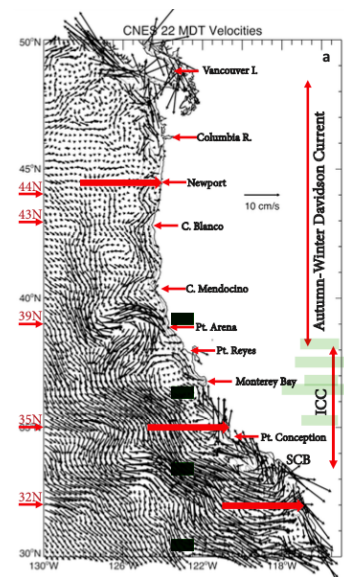 CNES 22 MDT Velocities
50°N
a
Vancouver I.
Columbia R.
45°N
Newport
44N
10 cm/s
43N
C. Blanco
Autumn-Winter Davidson Current
C. Mendocino
40°N
39N
Pt. Arena
Pt. Reyes
Monterey Bay
ICC
35N
Pt. Conception
SCB
32N
30°N
130°W
126°W
122°W
118°W